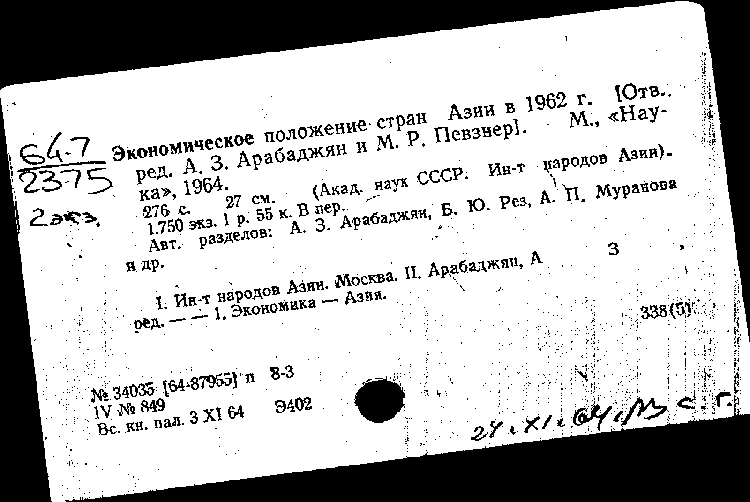 64-7
2375
2 экз.
Экономическое положение стран Азии в 1962 г. [Отв.
ред. А. З. Арабаджян и М. Р. Певзнер]. М., «Нау-
ка», 1964.
276 с. 27 см. (Акад. наук СССР. Ин-т народов Азии).
1.750 экз. 1 р. 55 к. В пер.
Авт. разделов: А. З. Арабаджян, Б. Ю. Рез, А. П. Муранова
и др.
I. Ин-т народов Азии. Москва. II. Арабаджян, А З
ред. — — 1. Экономика — Азия.
338(5)
№ 34035 [64-87955] п 8-3
IV № 849
Вс. кн. пал. 3 XI 64 Э402
24.XI.64.
с. г.